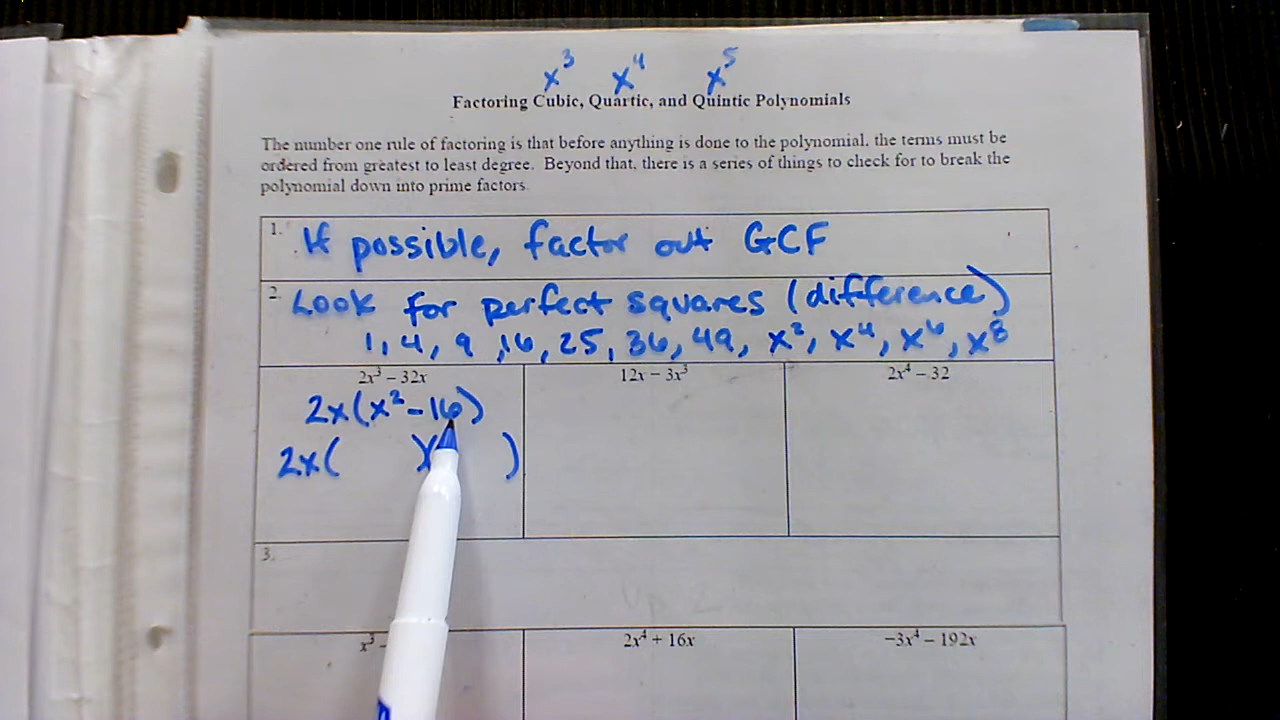 x³ x⁴ x⁵
Factoring Cubic, Quartic, and Quintic Polynomials
The number one rule of factoring is that before anything is done to the polynomial, the terms must be
ordered from greatest to least degree. Beyond that, there is a series of things to check for to break the
polynomial down into prime factors.
1. If possible, factor out GCF
2. Look for perfect squares (difference)
1, 4, 9, 16, 25, 36, 49, x², x⁴, x⁶, x⁸
2x³ – 32x
12x – 3x³
2x⁴ – 32
2x(x²-16)
2x( )( )
3.
x³ –
2x⁴ + 16x
–3x⁴ – 192x